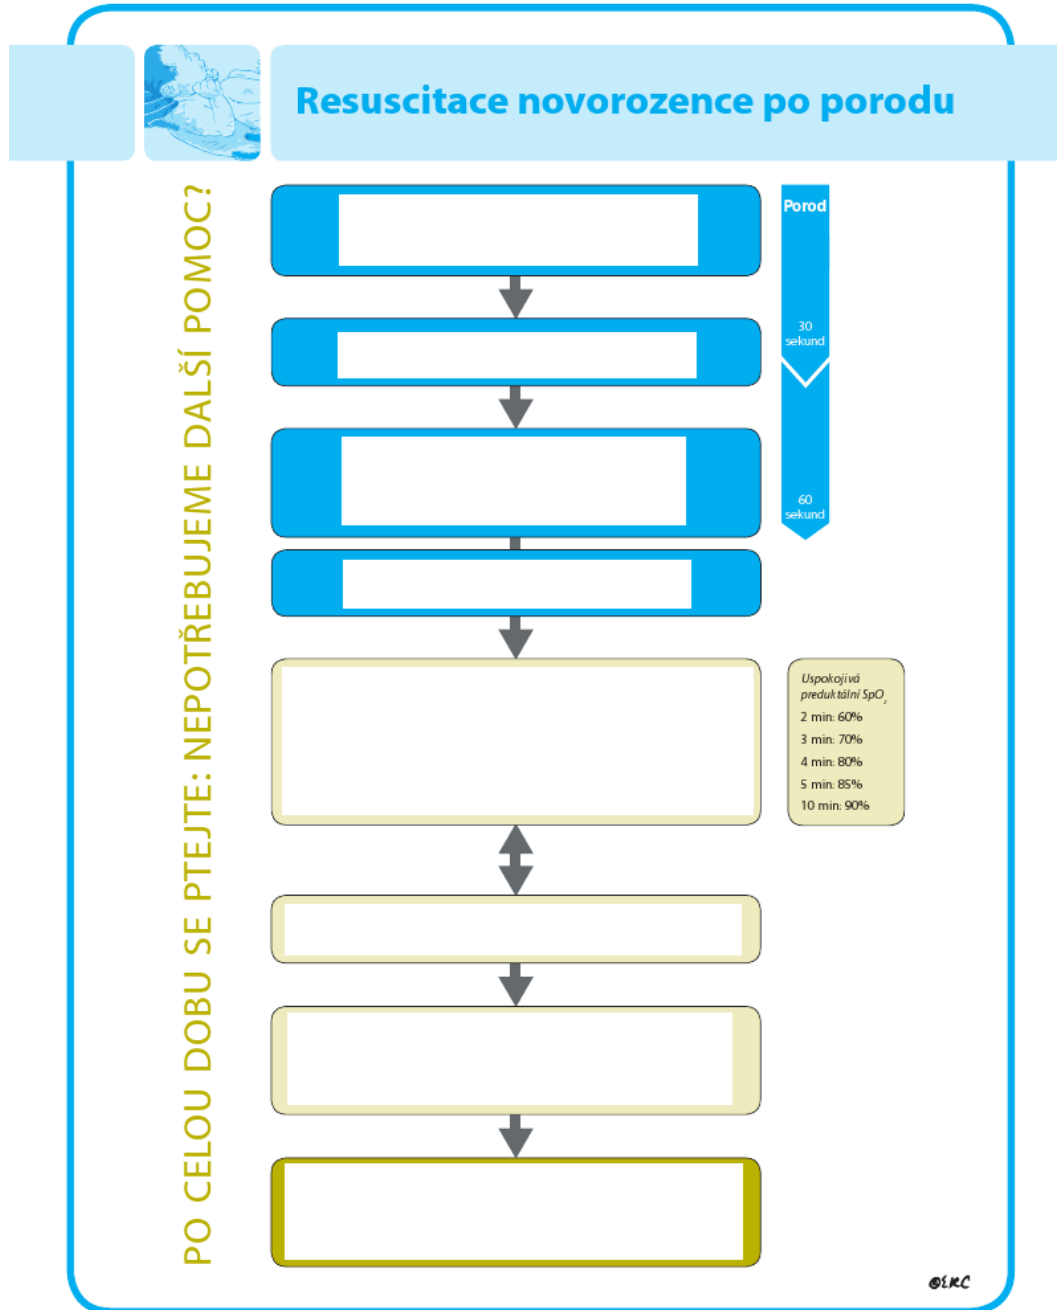 Resuscitace novorozence po porodu
PO CELOU DOBU SE PTEJTE: NEPOTŘEBUJEME DALŠÍ POMOC?
Porod
30
sekund
60
sekund
Uspokojivá
preduktální SpO₂
2 min: 60%
3 min: 70%
4 min: 80%
5 min: 85%
10 min: 90%
©ERC